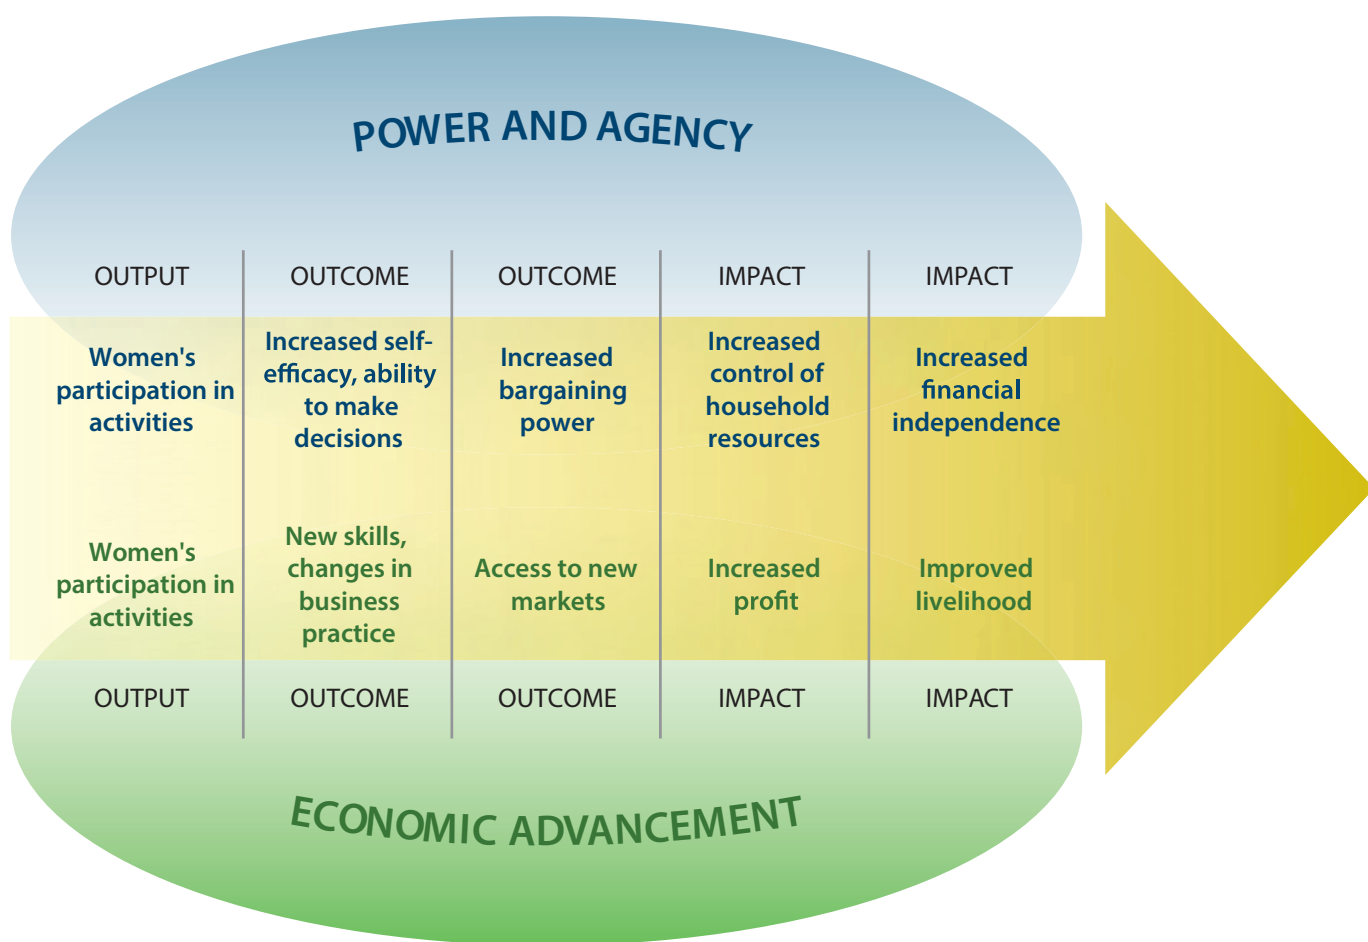 POWER AND AGENCY
OUTPUT
OUTCOME
OUTCOME
IMPACT
IMPACT
Women's
participation in
activities
Increased self-
efficacy, ability
to make
decisions
Increased
bargaining
power
Increased
control of
household
resources
Increased
financial
independence
Women's
participation in
activities
New skills,
changes in
business
practice
Access to new
markets
Increased
profit
Improved
livelihood
OUTPUT
OUTCOME
OUTCOME
IMPACT
IMPACT
ECONOMIC ADVANCEMENT